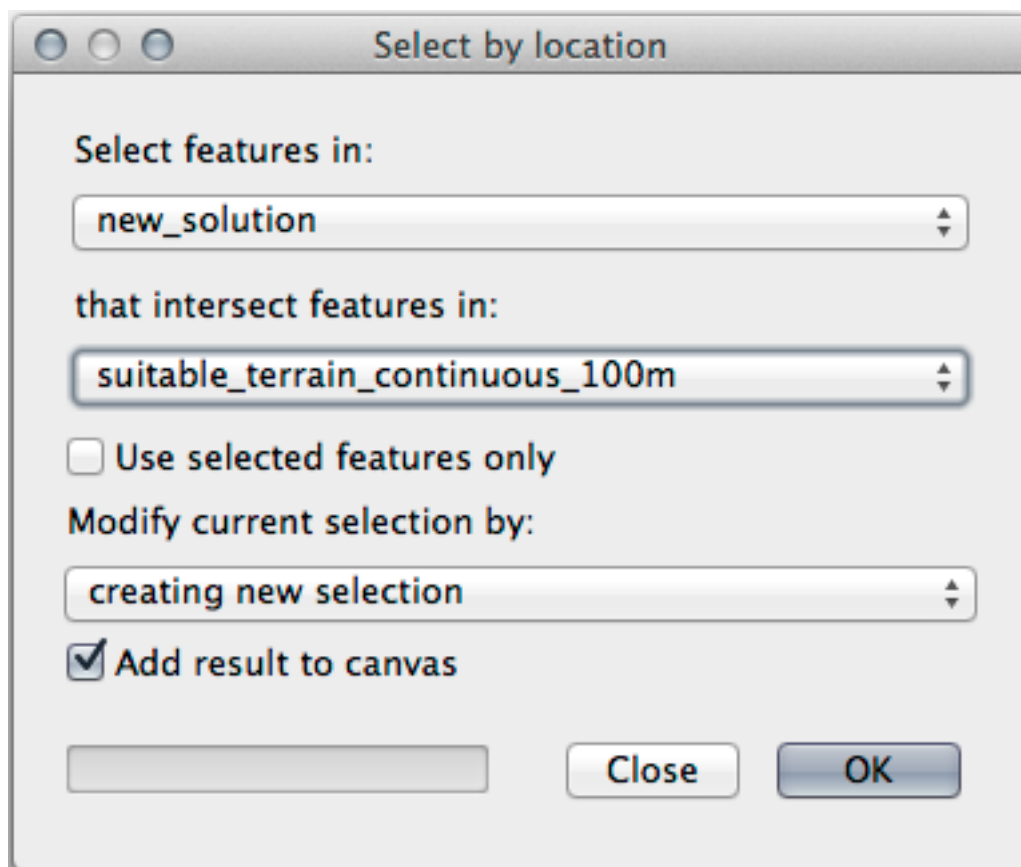 Select by location
Select features in:
new_solution
that intersect features in:
suitable_terrain_continuous_100m
Use selected features only
Modify current selection by:
creating new selection
Add result to canvas
Close OK